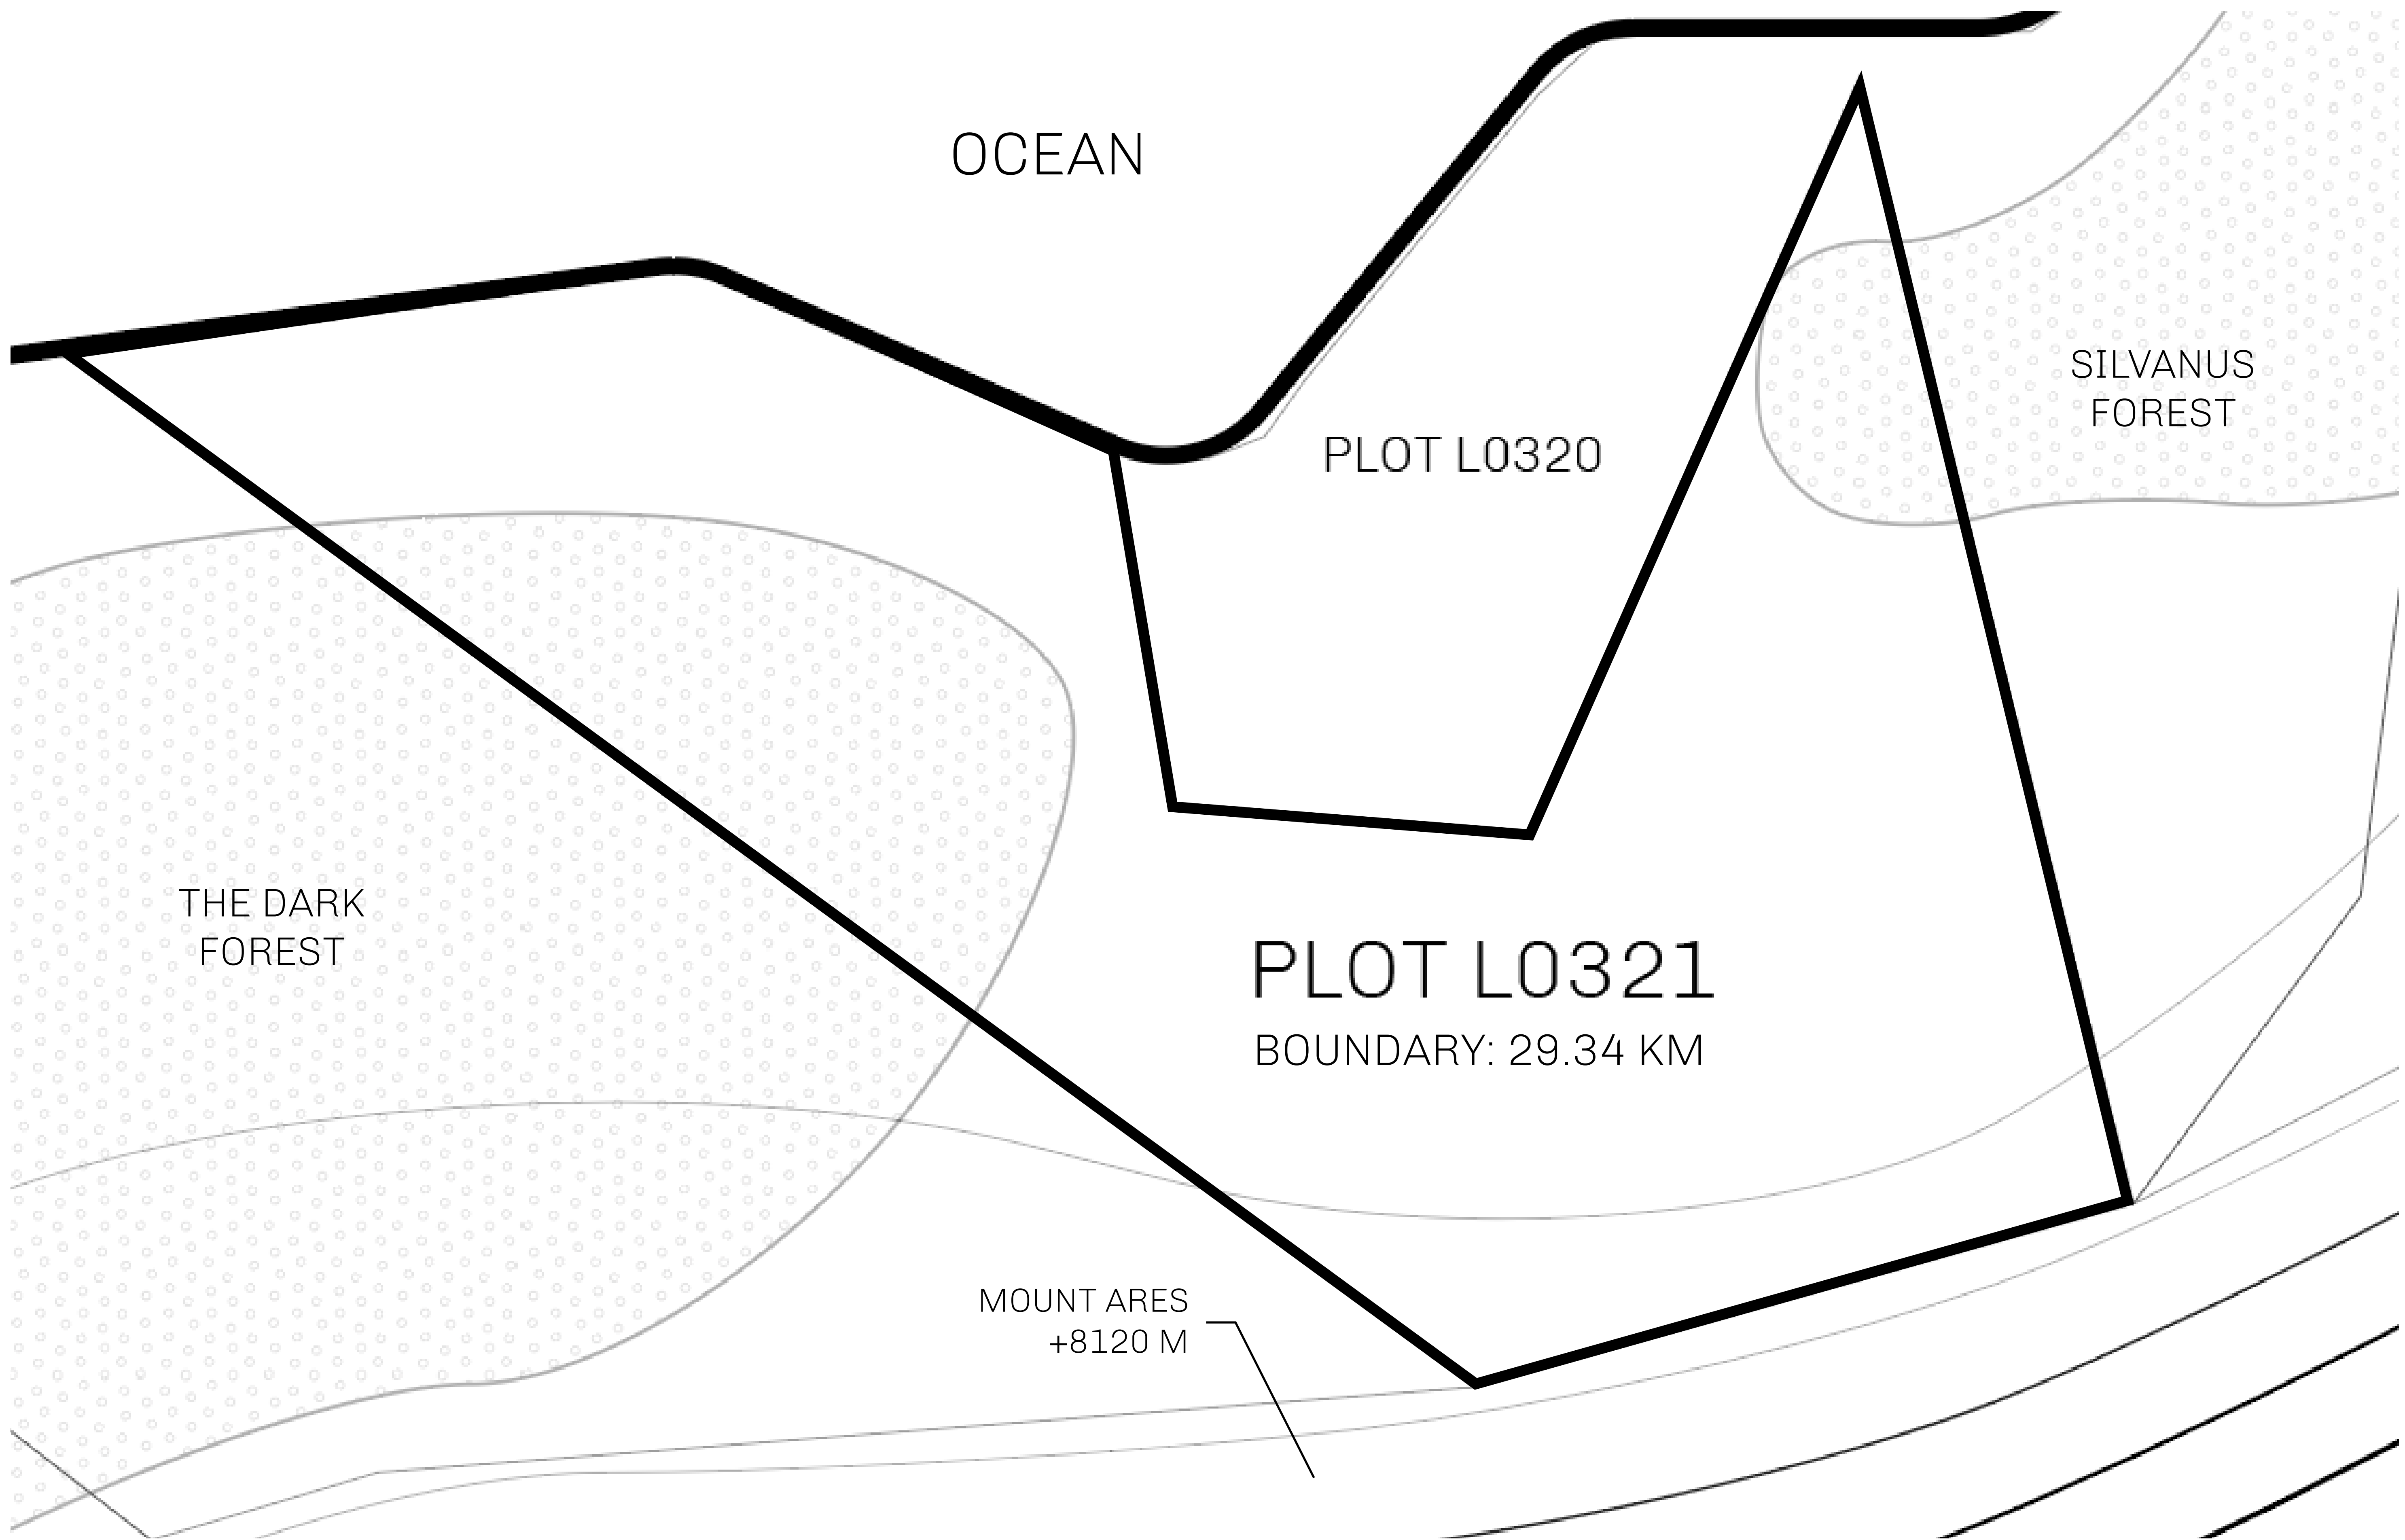 OCEAN
PLOT L0320
SILVANUS
FOREST
THE DARK
FOREST
PLOT L0321
BOUNDARY: 29.34 KM
MOUNT ARES
+8120 M